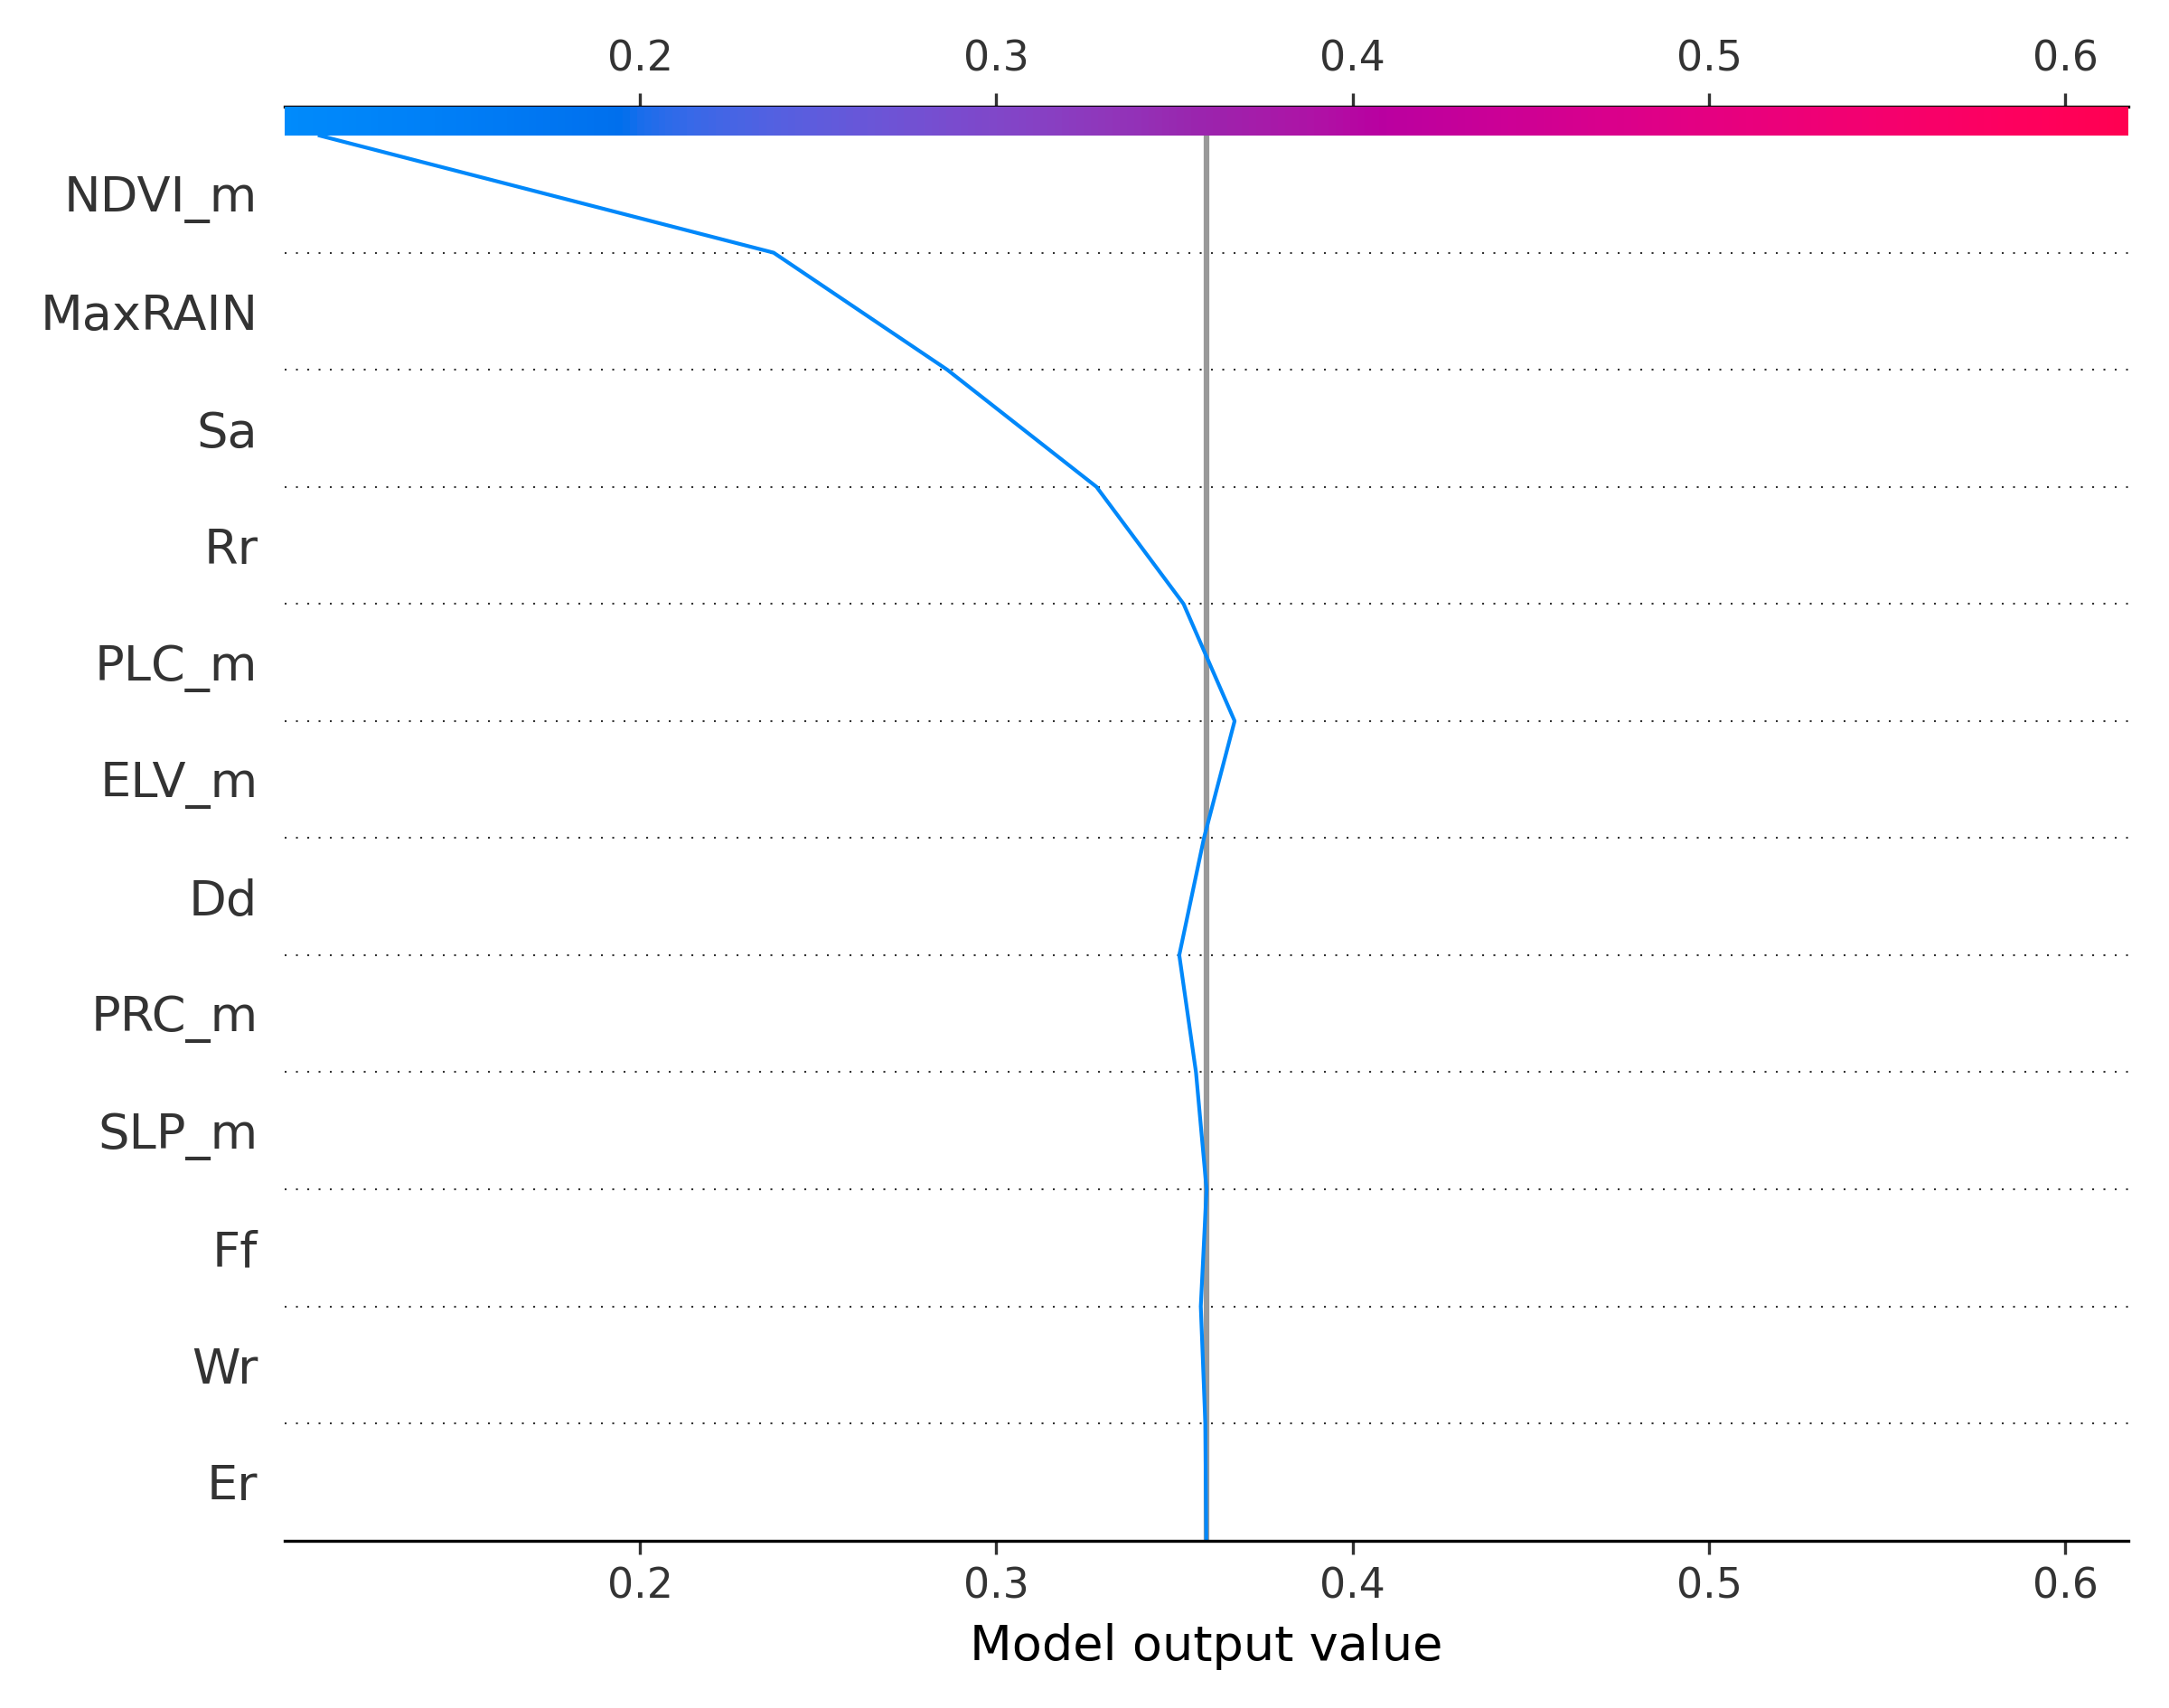 0.2 0.3 0.4 0.5 0.6
NDVI_m
MaxRAIN
Sa
Rr
PLC_m
ELV_m
Dd
PRC_m
SLP_m
Ff
Wr
Er
0.2 0.3 0.4 0.5 0.6
Model output value